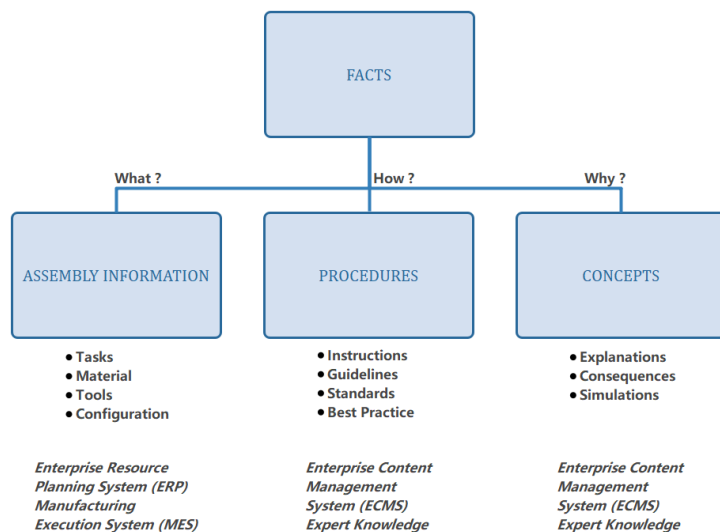 FACTS
What ?
How ?
Why ?
ASSEMBLY INFORMATION
PROCEDURES
CONCEPTS
● Tasks
● Material
● Tools
● Configuration
● Instructions
● Guidelines
● Standards
● Best Practice
● Explanations
● Consequences
● Simulations
Enterprise Resource
Planning System (ERP)
Manufacturing
Execution System (MES)
Enterprise Content
Management
System (ECMS)
Expert Knowledge
Enterprise Content
Management
System (ECMS)
Expert Knowledge